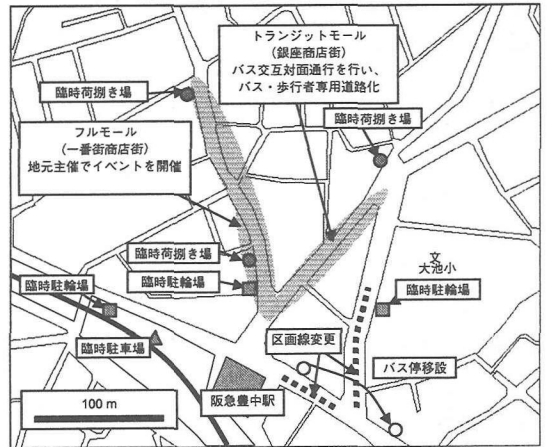 トランジットモール
(銀座商店街)
バス交互対面通行を行い、
バス・歩行者専用道路化
臨時荷捌き場
臨時荷捌き場
フルモール
(一番街商店街)
地元主催でイベントを開催
臨時荷捌き場
文
大池小
臨時駐輪場
臨時駐輪場
臨時駐輪場
臨時駐車場
区画線変更
バス停移設
阪急豊中駅
100 m